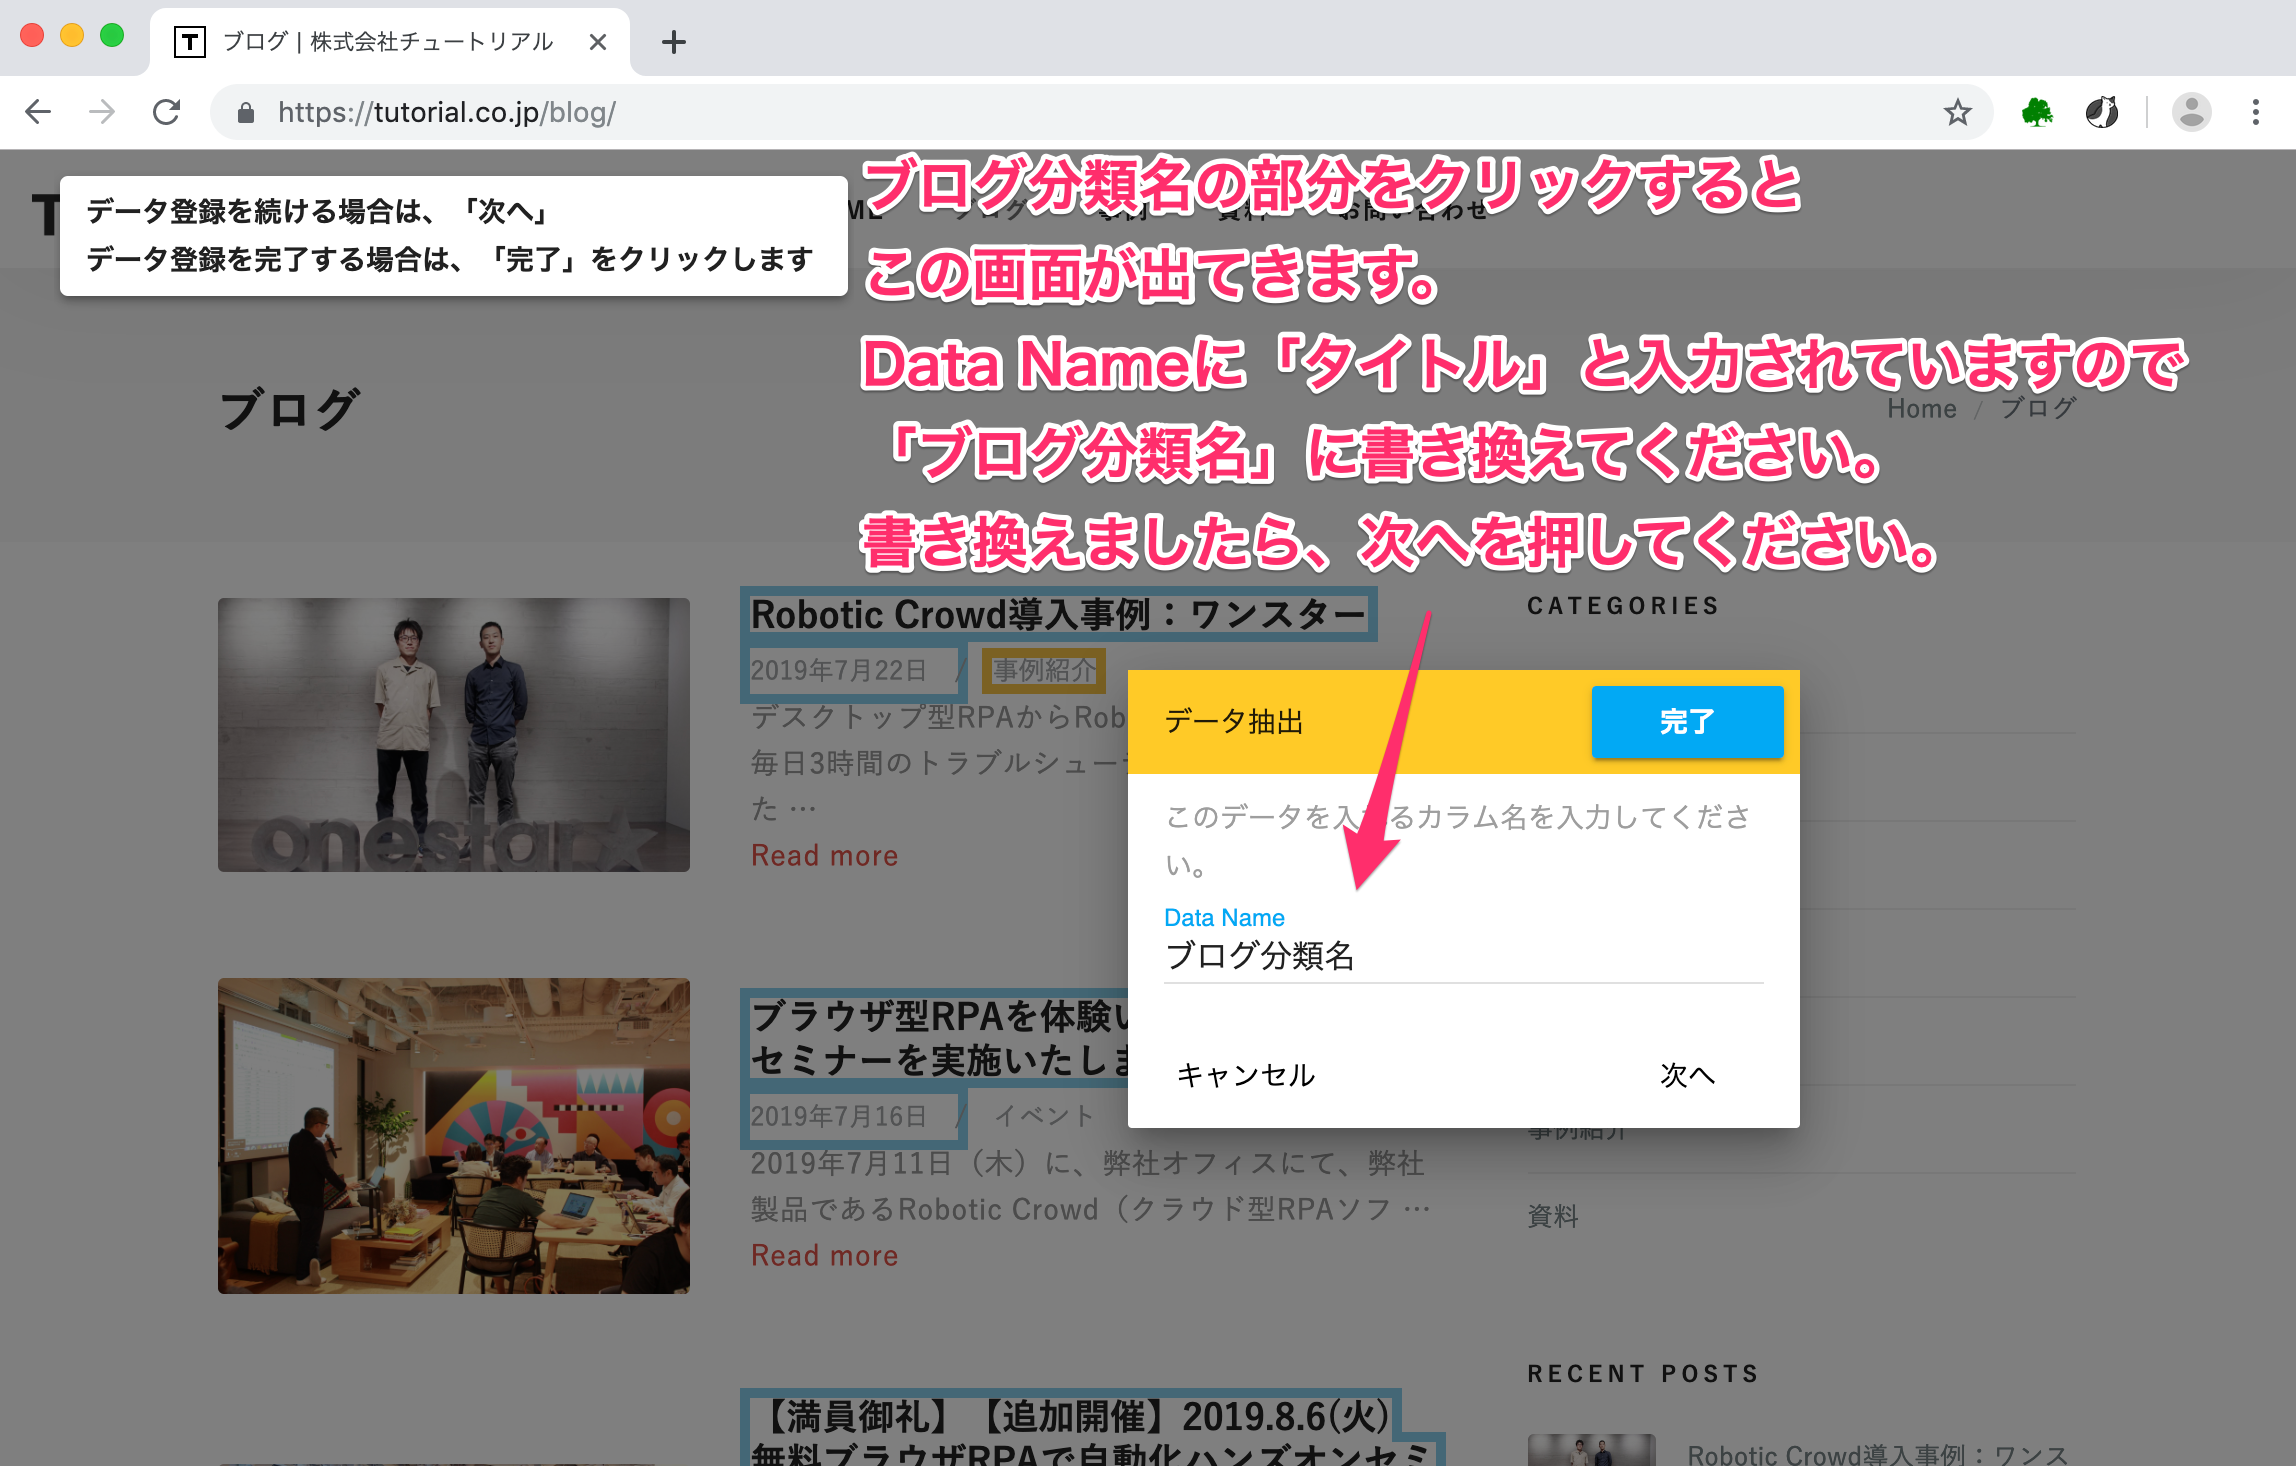 ブログ | 株式会社チュートリアル
https://tutorial.co.jp/blog/
データ登録を続ける場合は、「次へ」
データ登録を完了する場合は、「完了」をクリックします
ブログ分類名の部分をクリックすると
この画面が出てきます。
Data Nameに「タイトル」と入力されていますので
「ブログ分類名」に書き換えてください。
書き換えましたら、次へを押してください。
T
ブログ 事例 資料 お問い合わせ
ブログ
Home / ブログ
Robotic Crowd導入事例：ワンスター
2019年7月22日 / 事例紹介
デスクトップ型RPAからRob
毎日3時間のトラブルシュー
た …
Read more
onestar
CATEGORIES
データ抽出
完了
このデータを入れるカラム名を入力してくださ
い。
Data Name
ブログ分類名
キャンセル
次へ
ブラウザ型RPAを体験い
セミナーを実施いたしま
2019年7月16日 / イベント
2019年7月11日（木）に、弊社オフィスにて、弊社
製品であるRobotic Crowd（クラウド型RPAソフ …
Read more
事例紹介
資料
【満員御礼】【追加開催】2019.8.6(火)
無料ブラウザRPAで自動化ハンズオンセミ
RECENT POSTS
Robotic Crowd導入事例：ワンス